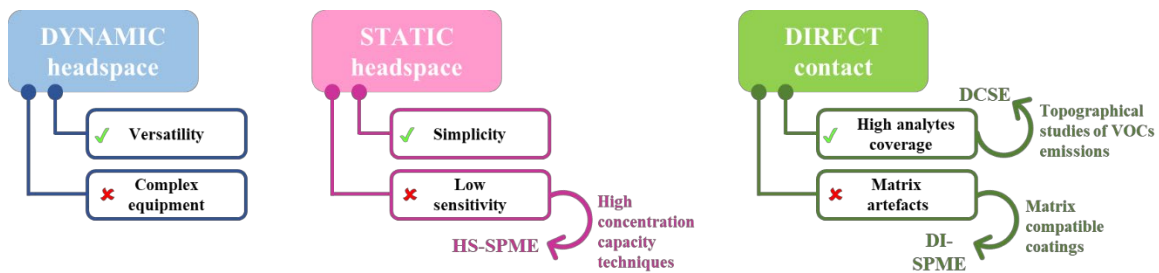 DYNAMIC
headspace
Versatility
Complex
equipment
STATIC
headspace
Simplicity
Low
sensitivity
High
concentration
capacity
techniques
HS-SPME
DIRECT
contact
High analytes
coverage
DCSE
Topographical
studies of VOCs
emissions
Matrix
artefacts
Matrix
compatible
coatings
DI-
SPME